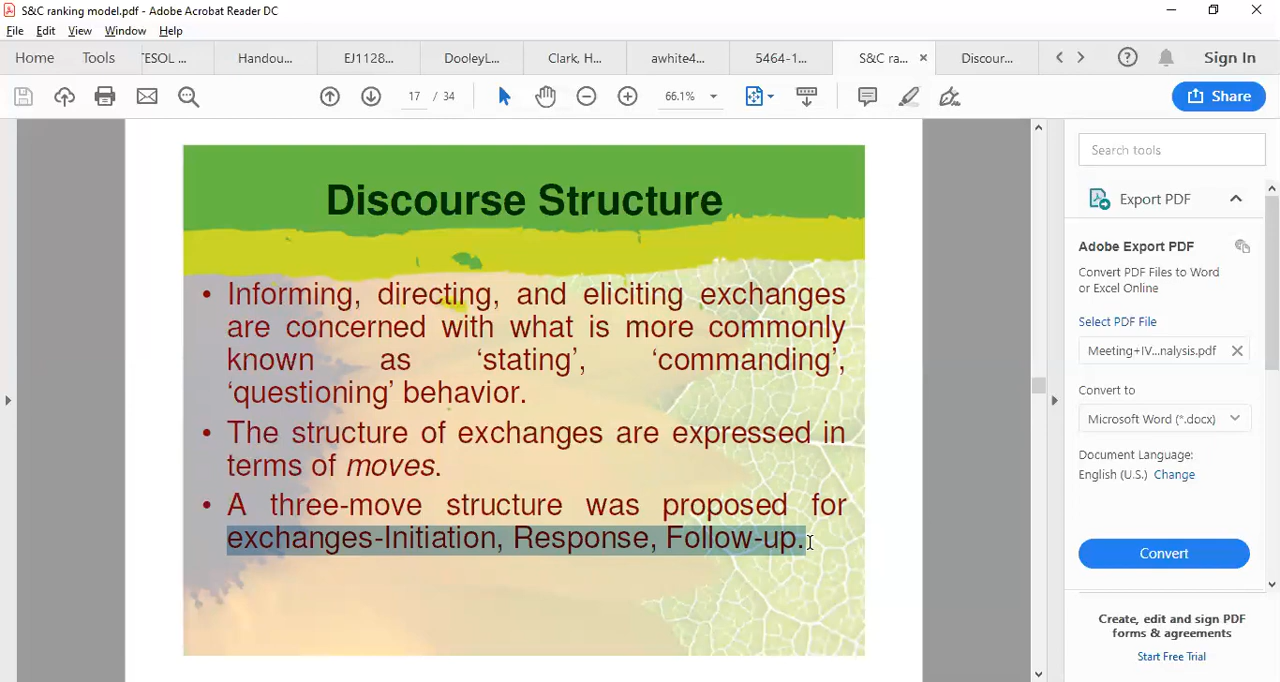 S&C ranking model.pdf - Adobe Acrobat Reader DC
File Edit View Window Help
Home Tools TESOL ... Handou... EJ1128... DooleyL... Clark, H... awhite4... 5464-1... S&C ra... Discour... Sign In
17 / 34 66.1% Share
Discourse Structure
• Informing, directing, and eliciting exchanges
are concerned with what is more commonly
known as ‘stating’, ‘commanding’,
‘questioning’ behavior.
• The structure of exchanges are expressed in
terms of moves.
• A three-move structure was proposed for
exchanges-Initiation, Response, Follow-up.
Search tools
Export PDF
Adobe Export PDF
Convert PDF Files to Word
or Excel Online
Select PDF File
Meeting+IV...nalysis.pdf
Convert to
Microsoft Word (*.docx)
Document Language:
English (U.S.) Change
Convert
Create, edit and sign PDF
forms & agreements
Start Free Trial